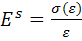 E^s = σ(ε)/ε